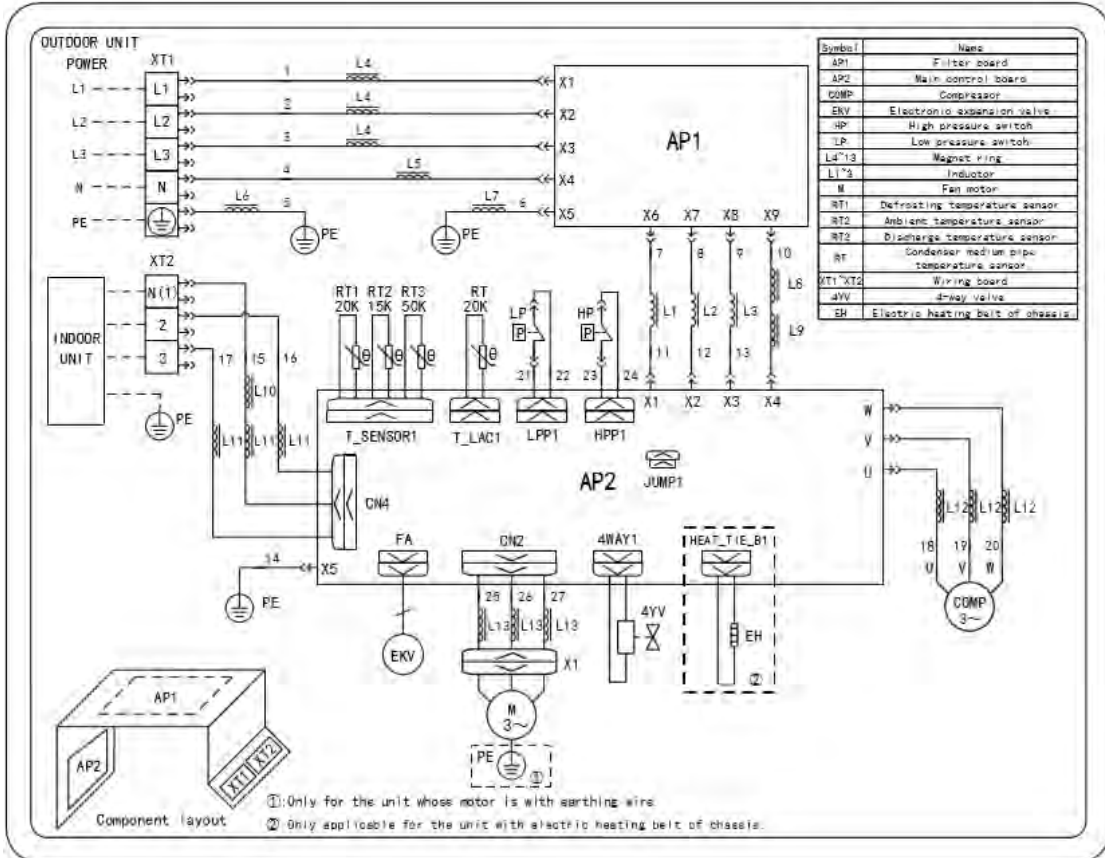 OUTDOOR UNIT
POWER
XT1
L1 L1 1 L4 X1
L2 L2 2 L4 X2
L3 L3 3 L4 X3
N N 4 L5 X4
PE L6 5 PE L7 6 PE X5
AP1
X6 X7 X8 X9
7 8 9 10
L1 L2 L3 L8
L9
11 12 13
X1 X2 X3 X4
Symbol Name
AP1 Filter board
AP2 Main control board
COMP Compressor
EKV Electronic expansion valve
HP High pressure switch
LP Low pressure switch
L4~13 Magnet ring
L1~3 Inductor
M Fan motor
RT1 Defrosting temperature sensor
RT2 Ambient temperature sensor
RT2 Discharge temperature sensor
RT Condenser medium pipe
temperature sensor
XT1~XT2 Wiring board
4YV 4-way valve
EH Electric heating belt of chassis
XT2
N(1)
2
3
INDOOR
UNIT
PE
17 15 16
L10
L11 L11 L11
CN4
RT1 RT2 RT3
20K 15K 50K
θ θ θ
T_SENSOR1
RT
20K
θ
T_LAC1
LP
P
21 22
LPP1
HP
P
23 24
HPP1
AP2
JUMP1
W
V
U
L12 L12 L12
18 19 20
U V W
COMP
3~
14 X5
PE
FA
EKV
CN2
25 26 27
L13 L13 L13
X1
M
3~
PE
①
4WAY1
4YV
HEAT_TIE_B1
EH
②
AP1
AP2
XT1 XT2
Component layout
①:Only for the unit whose motor is with earthing wire
② Only applicable for the unit with electric heating belt of chassis.